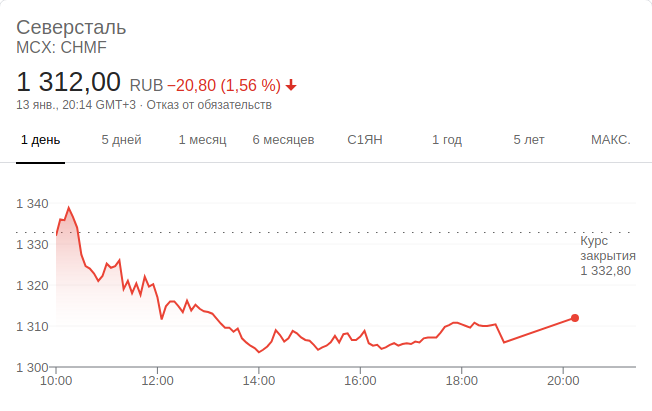 Северсталь
MCX: CHMF
1 312,00 RUB −20,80 (1,56 %)
13 янв., 20:14 GMT+3 · Отказ от обязательств
1 день 5 дней 1 месяц 6 месяцев С1ЯН 1 год 5 лет МАКС.
1 340
1 330
1 320
1 310
1 300
Курс
закрытия
1 332,80
10:00 12:00 14:00 16:00 18:00 20:00